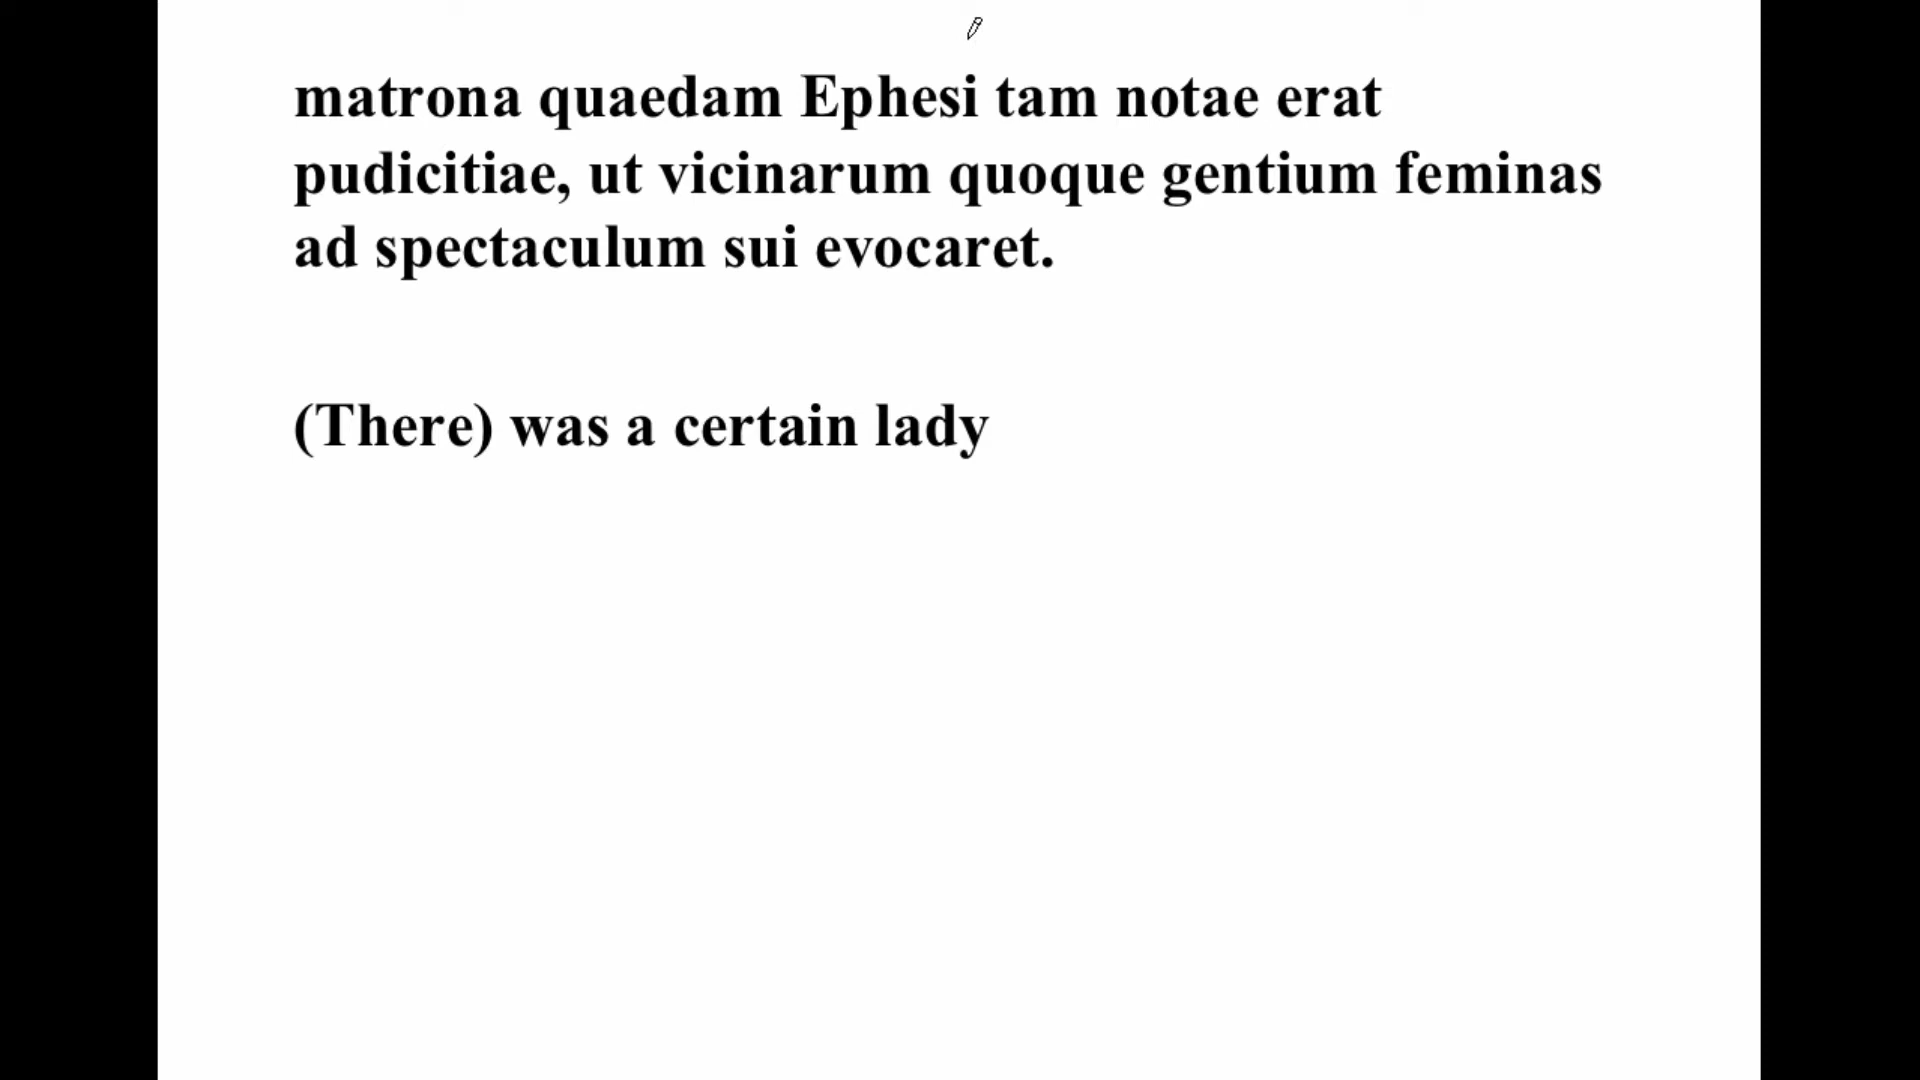 matrona quaedam Ephesi tam notae erat
pudicitiae, ut vicinarum quoque gentium feminas
ad spectaculum sui evocaret.
(There) was a certain lady